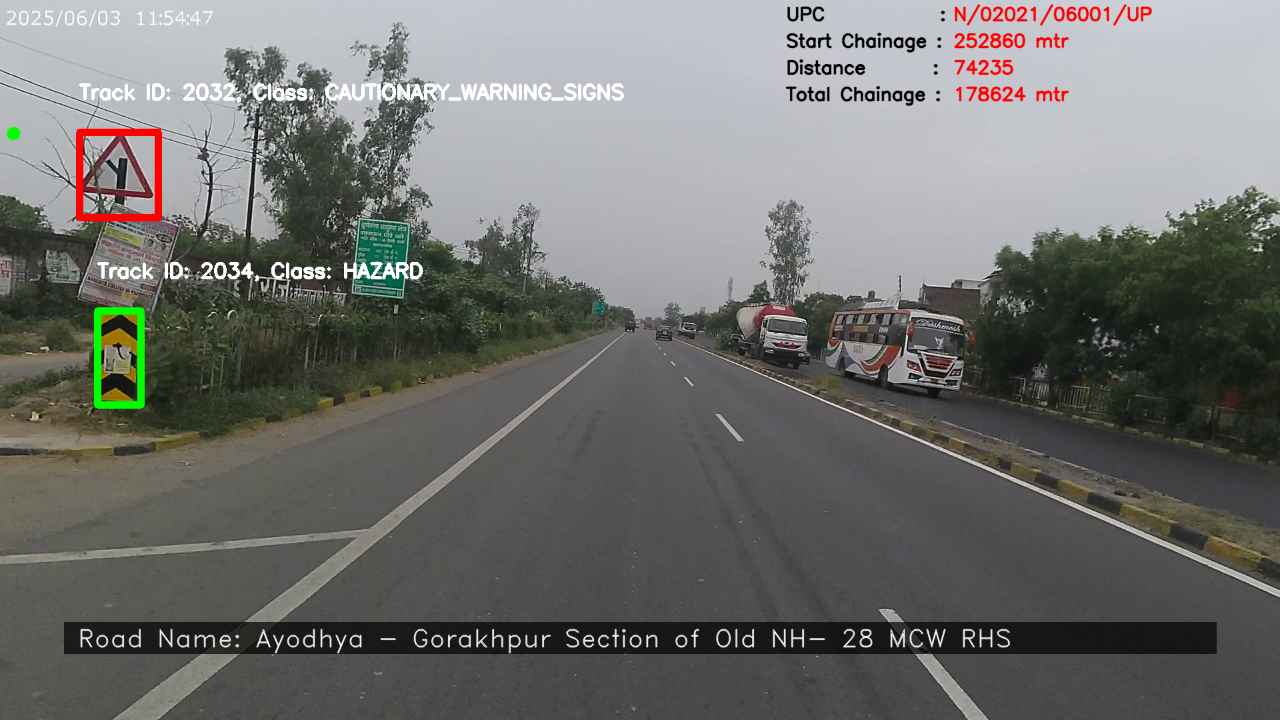 2025/06/03 11:54:47
UPC : N/02021/06001/UP
Start Chainage : 252860 mtr
Distance : 74235
Total Chainage : 178624 mtr
Track ID: 2032, Class: CAUTIONARY_WARNING_SIGNS
Track ID: 2034, Class: HAZARD
Road Name: Ayodhya - Gorakhpur Section of Old NH- 28 MCW RHS